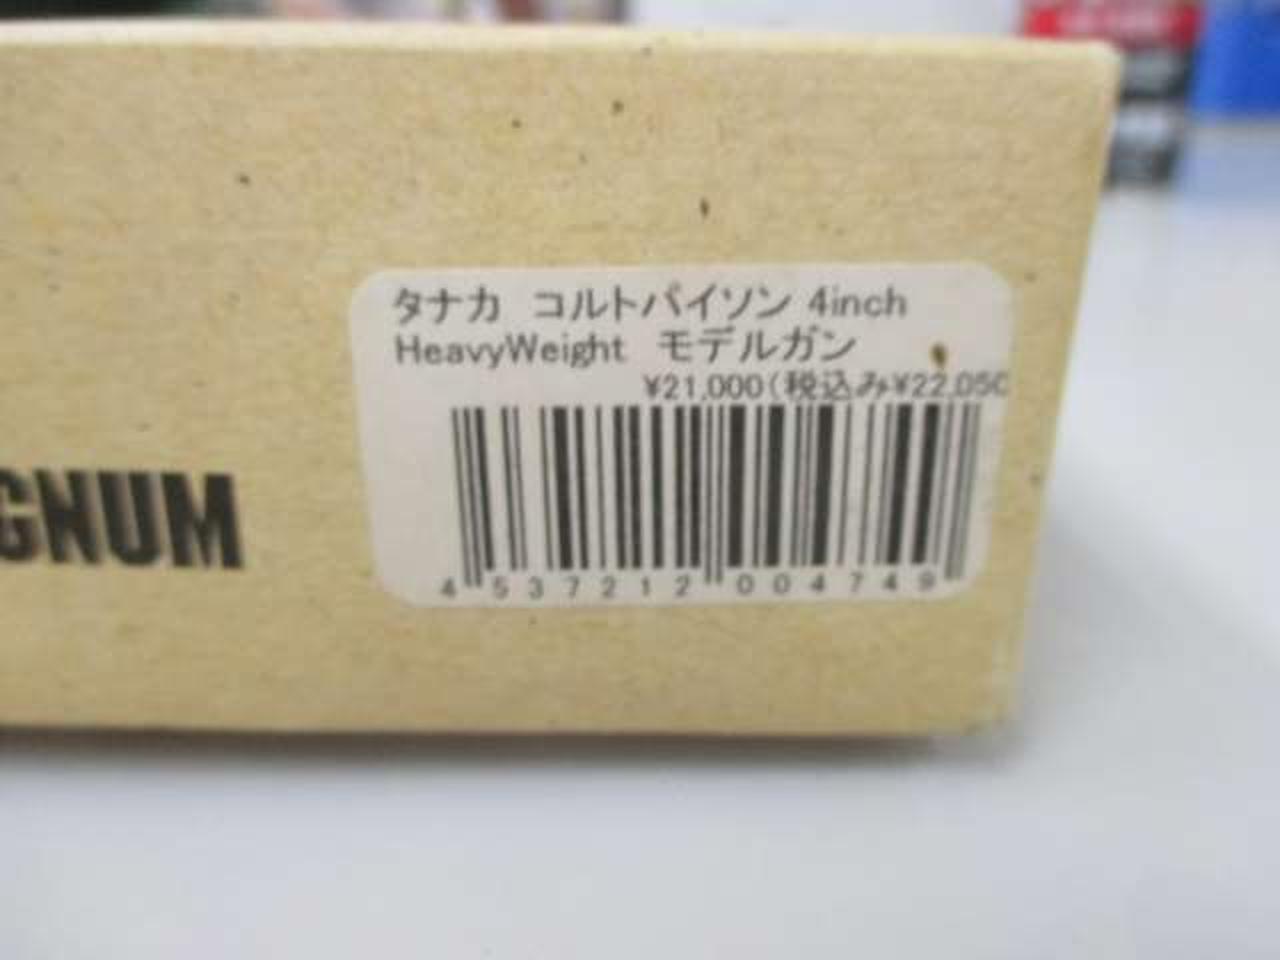 タナカ コルトパイソン 4inch
HeavyWeight モデルガン
¥21,000(税込み¥22,050
GNUM
4 537212 004749